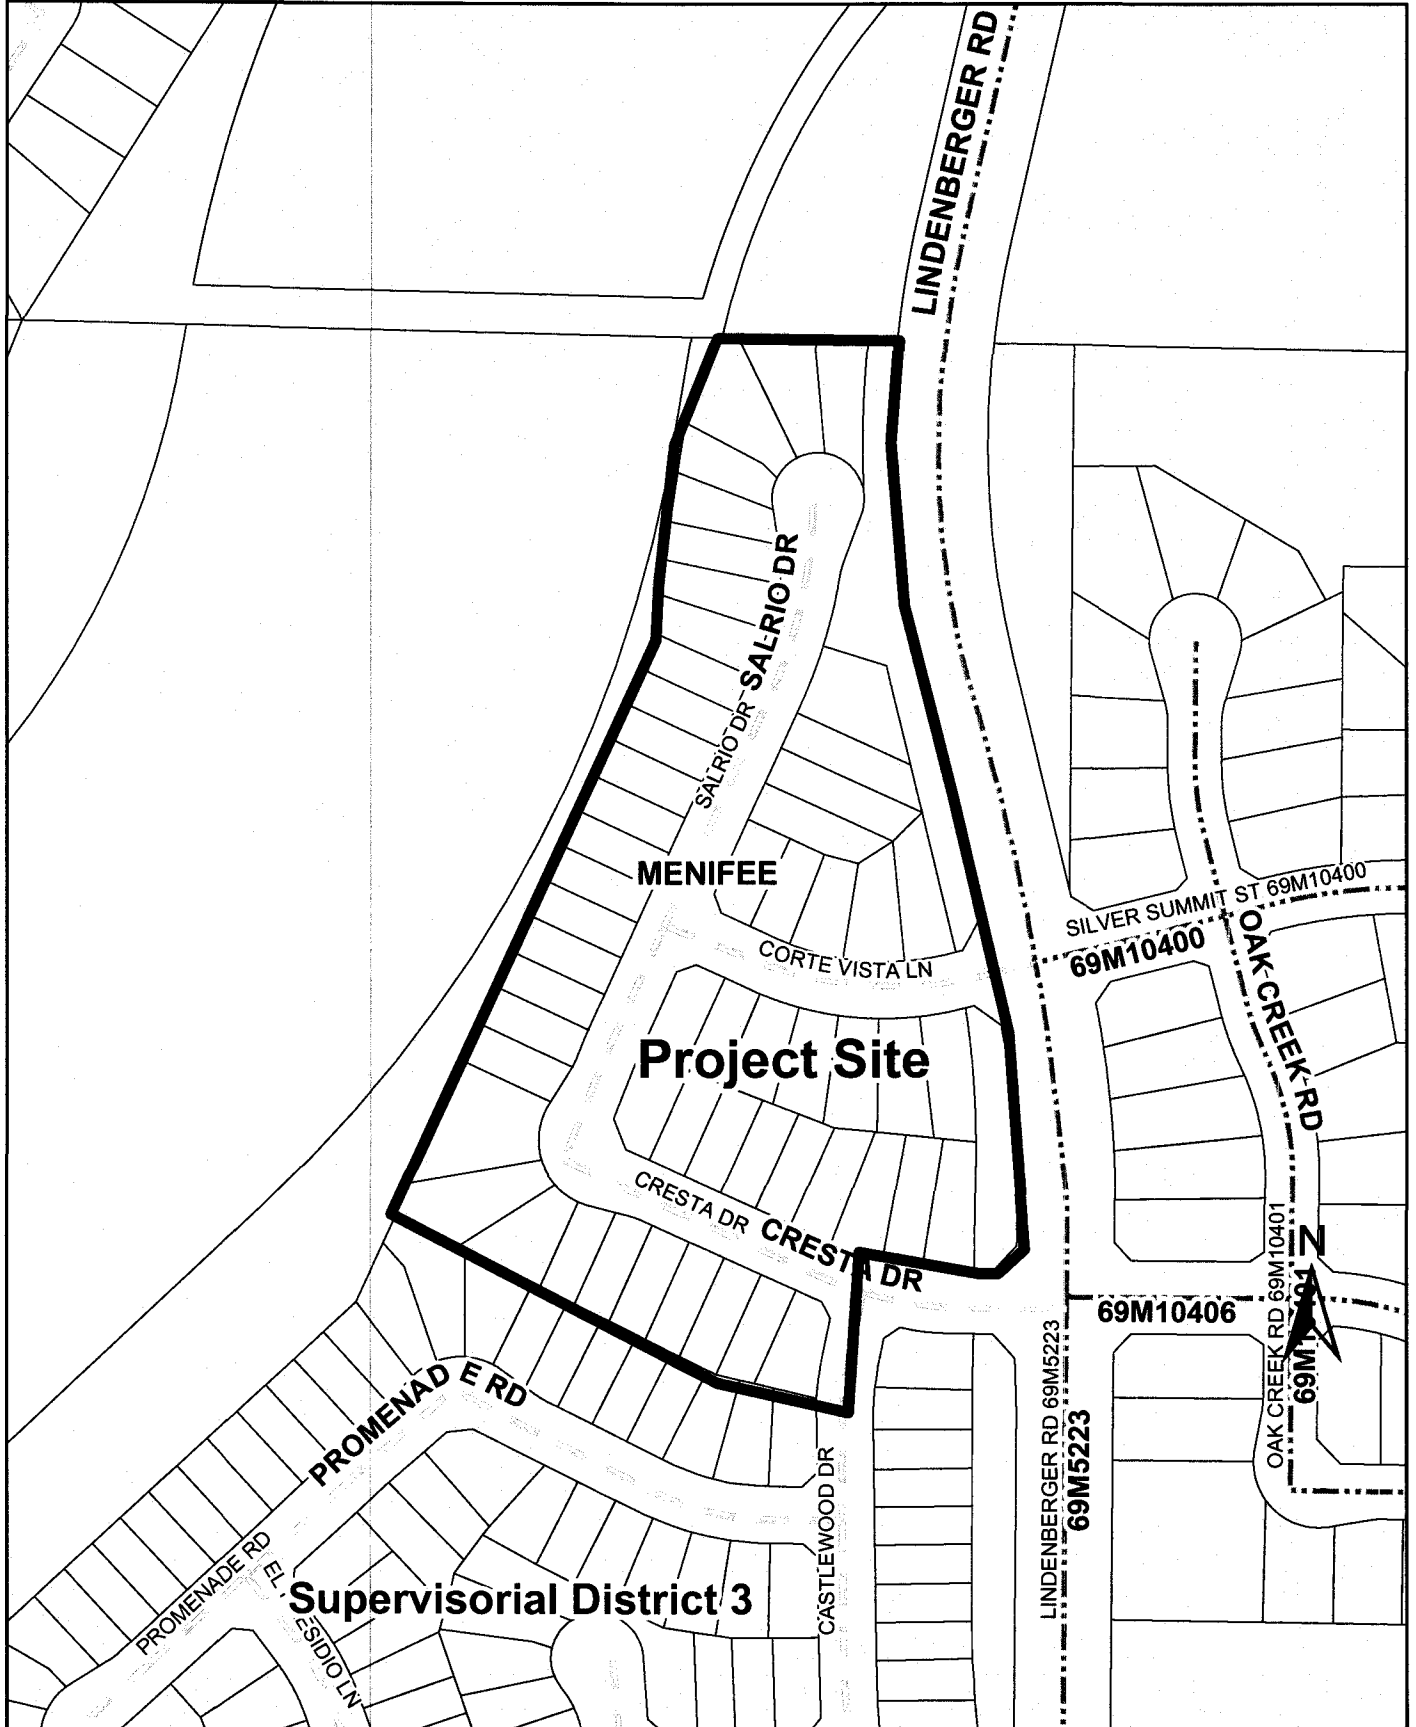 LINDENBERGER RD
SALRIO DR
SALRIO DR
MENIFEE
SILVER SUMMIT ST 69M10400
69M10400
OAK CREEK RD
CORTE VISTA LN
Project Site
CRESTA DR
CRESTA DR
N
69M10406
OAK CREEK RD 69M10401
LINDENBERGER RD 69M5223
69M5223
PROMENADE RD
PROMENADE RD
CASTLEWOOD DR
Supervisorial District 3